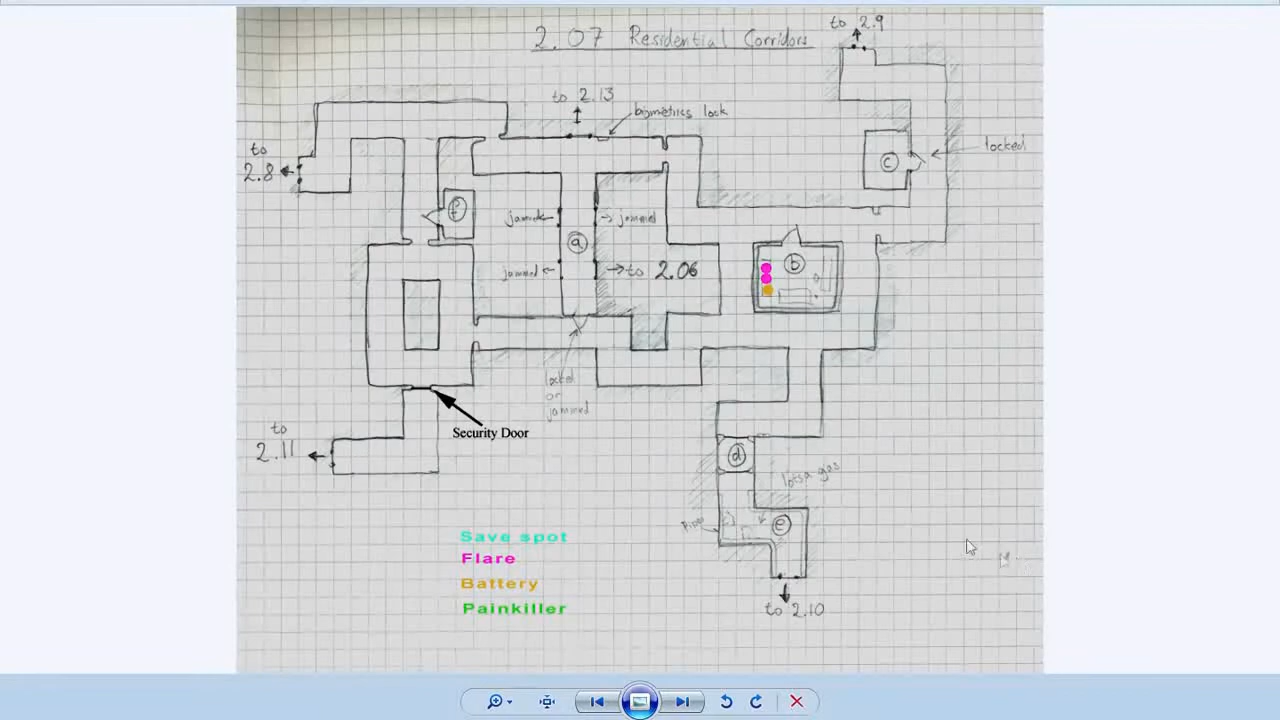 to 2.9
2.07 Residential Corridors
to 2.13
biometrics lock
to
2.8
locked
c
f
jammed
jammed
a
b
jammed
to 2.06
locked
or
jammed
Security Door
to
2.11
d
lotsa gas
e
Save spot
Flare
Battery
Painkiller
to 2.10